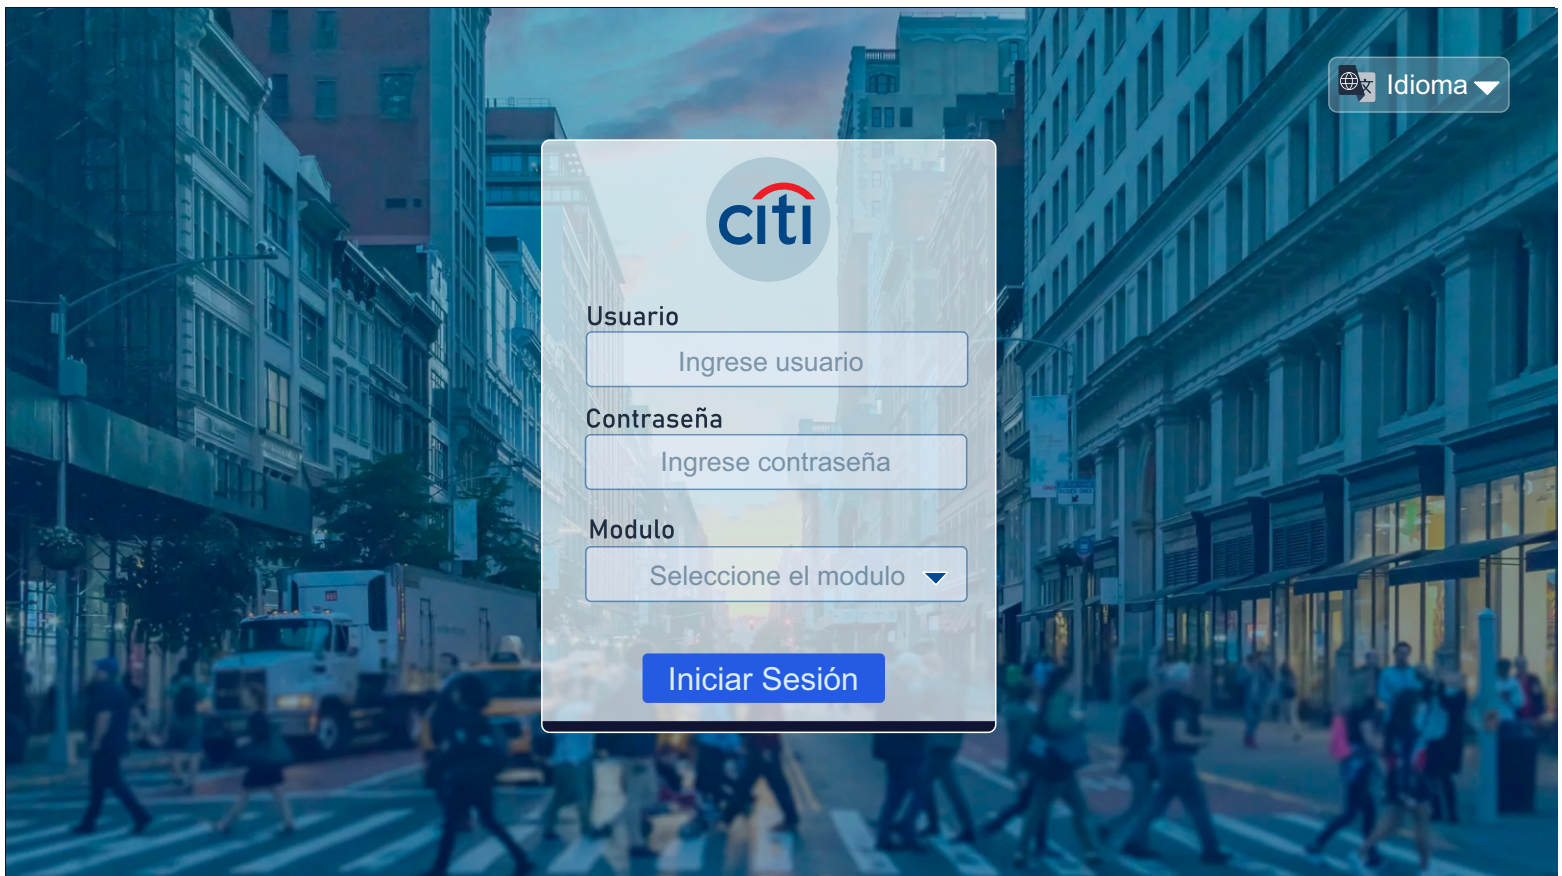 Idioma
citi
Usuario
Ingrese usuario
Contraseña
Ingrese contraseña
Modulo
Seleccione el modulo
Iniciar Sesión